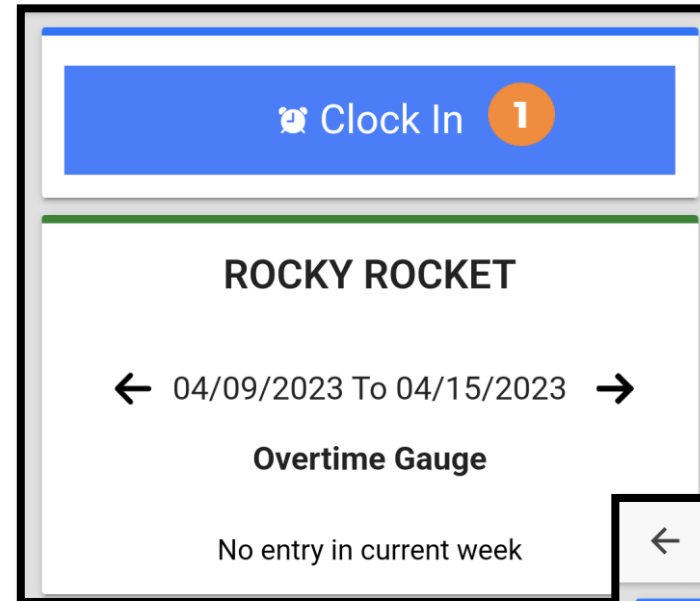 Clock In 1
ROCKY ROCKET
04/09/2023 To 04/15/2023
Overtime Gauge
No entry in current week